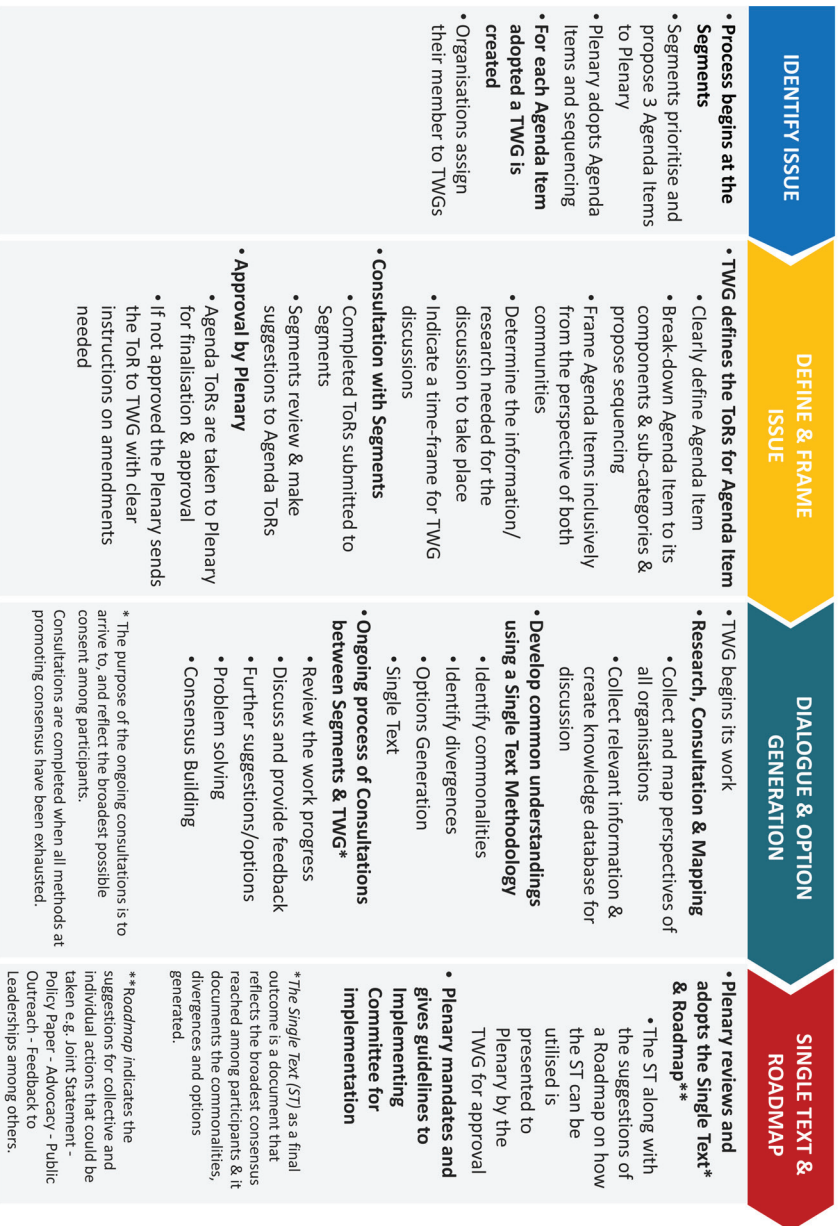 IDENTIFY ISSUE
• Process begins at the
Segments
• Segments prioritise and
propose 3 Agenda Items
to Plenary
• Plenary adopts Agenda
Items and sequencing
• For each Agenda Item
adopted a TWG is
created
• Organisations assign
their member to TWGs
DEFINE & FRAME
ISSUE
• TWG defines the ToRs for Agenda Item
• Clearly define Agenda Item
• Break-down Agenda Item to its
components & sub-categories &
propose sequencing
• Frame Agenda Items inclusively
from the perspective of both
communities
• Determine the information/
research needed for the
discussion to take place
• Indicate a time-frame for TWG
discussions
• Consultation with Segments
• Completed ToRs submitted to
Segments
• Segments review & make
suggestions to Agenda ToRs
• Approval by Plenary
• Agenda ToRs are taken to Plenary
for finalisation & approval
• If not approved the Plenary sends
the ToR to TWG with clear
instructions on amendments
needed
DIALOGUE & OPTION
GENERATION
• TWG begins its work
• Research, Consultation & Mapping
• Collect and map perspectives of
all organisations
• Collect relevant information &
create knowledge database for
discussion
• Develop common understandings
using a Single Text Methodology
• Identify commonalities
• Identify divergences
• Options Generation
• Single Text
• Ongoing process of Consultations
between Segments & TWG*
• Review the work progress
• Discuss and provide feedback
• Further suggestions/options
• Problem solving
• Consensus Building
* The purpose of the ongoing consultations is to
arrive to, and reflect the broadest possible
consent among participants.
Consultations are completed when all methods at
promoting consensus have been exhausted.
SINGLE TEXT &
ROADMAP
• Plenary reviews and
adopts the Single Text*
& Roadmap**
• The ST along with
the suggestions of
a Roadmap on how
the ST can be
utilised is
presented to
Plenary by the
TWG for approval
• Plenary mandates and
gives guidelines to
Implementing
Committee for
implementation
*The Single Text (ST) as a final
outcome is a document that
reflects the broadest consensus
reached among participants & it
documents the commonalities,
divergences and options
generated.
**Roadmap indicates the
suggestions for collective and
individual actions that could be
taken e.g. Joint Statement -
Policy Paper - Advocacy - Public
Outreach - Feedback to
Leaderships among others.